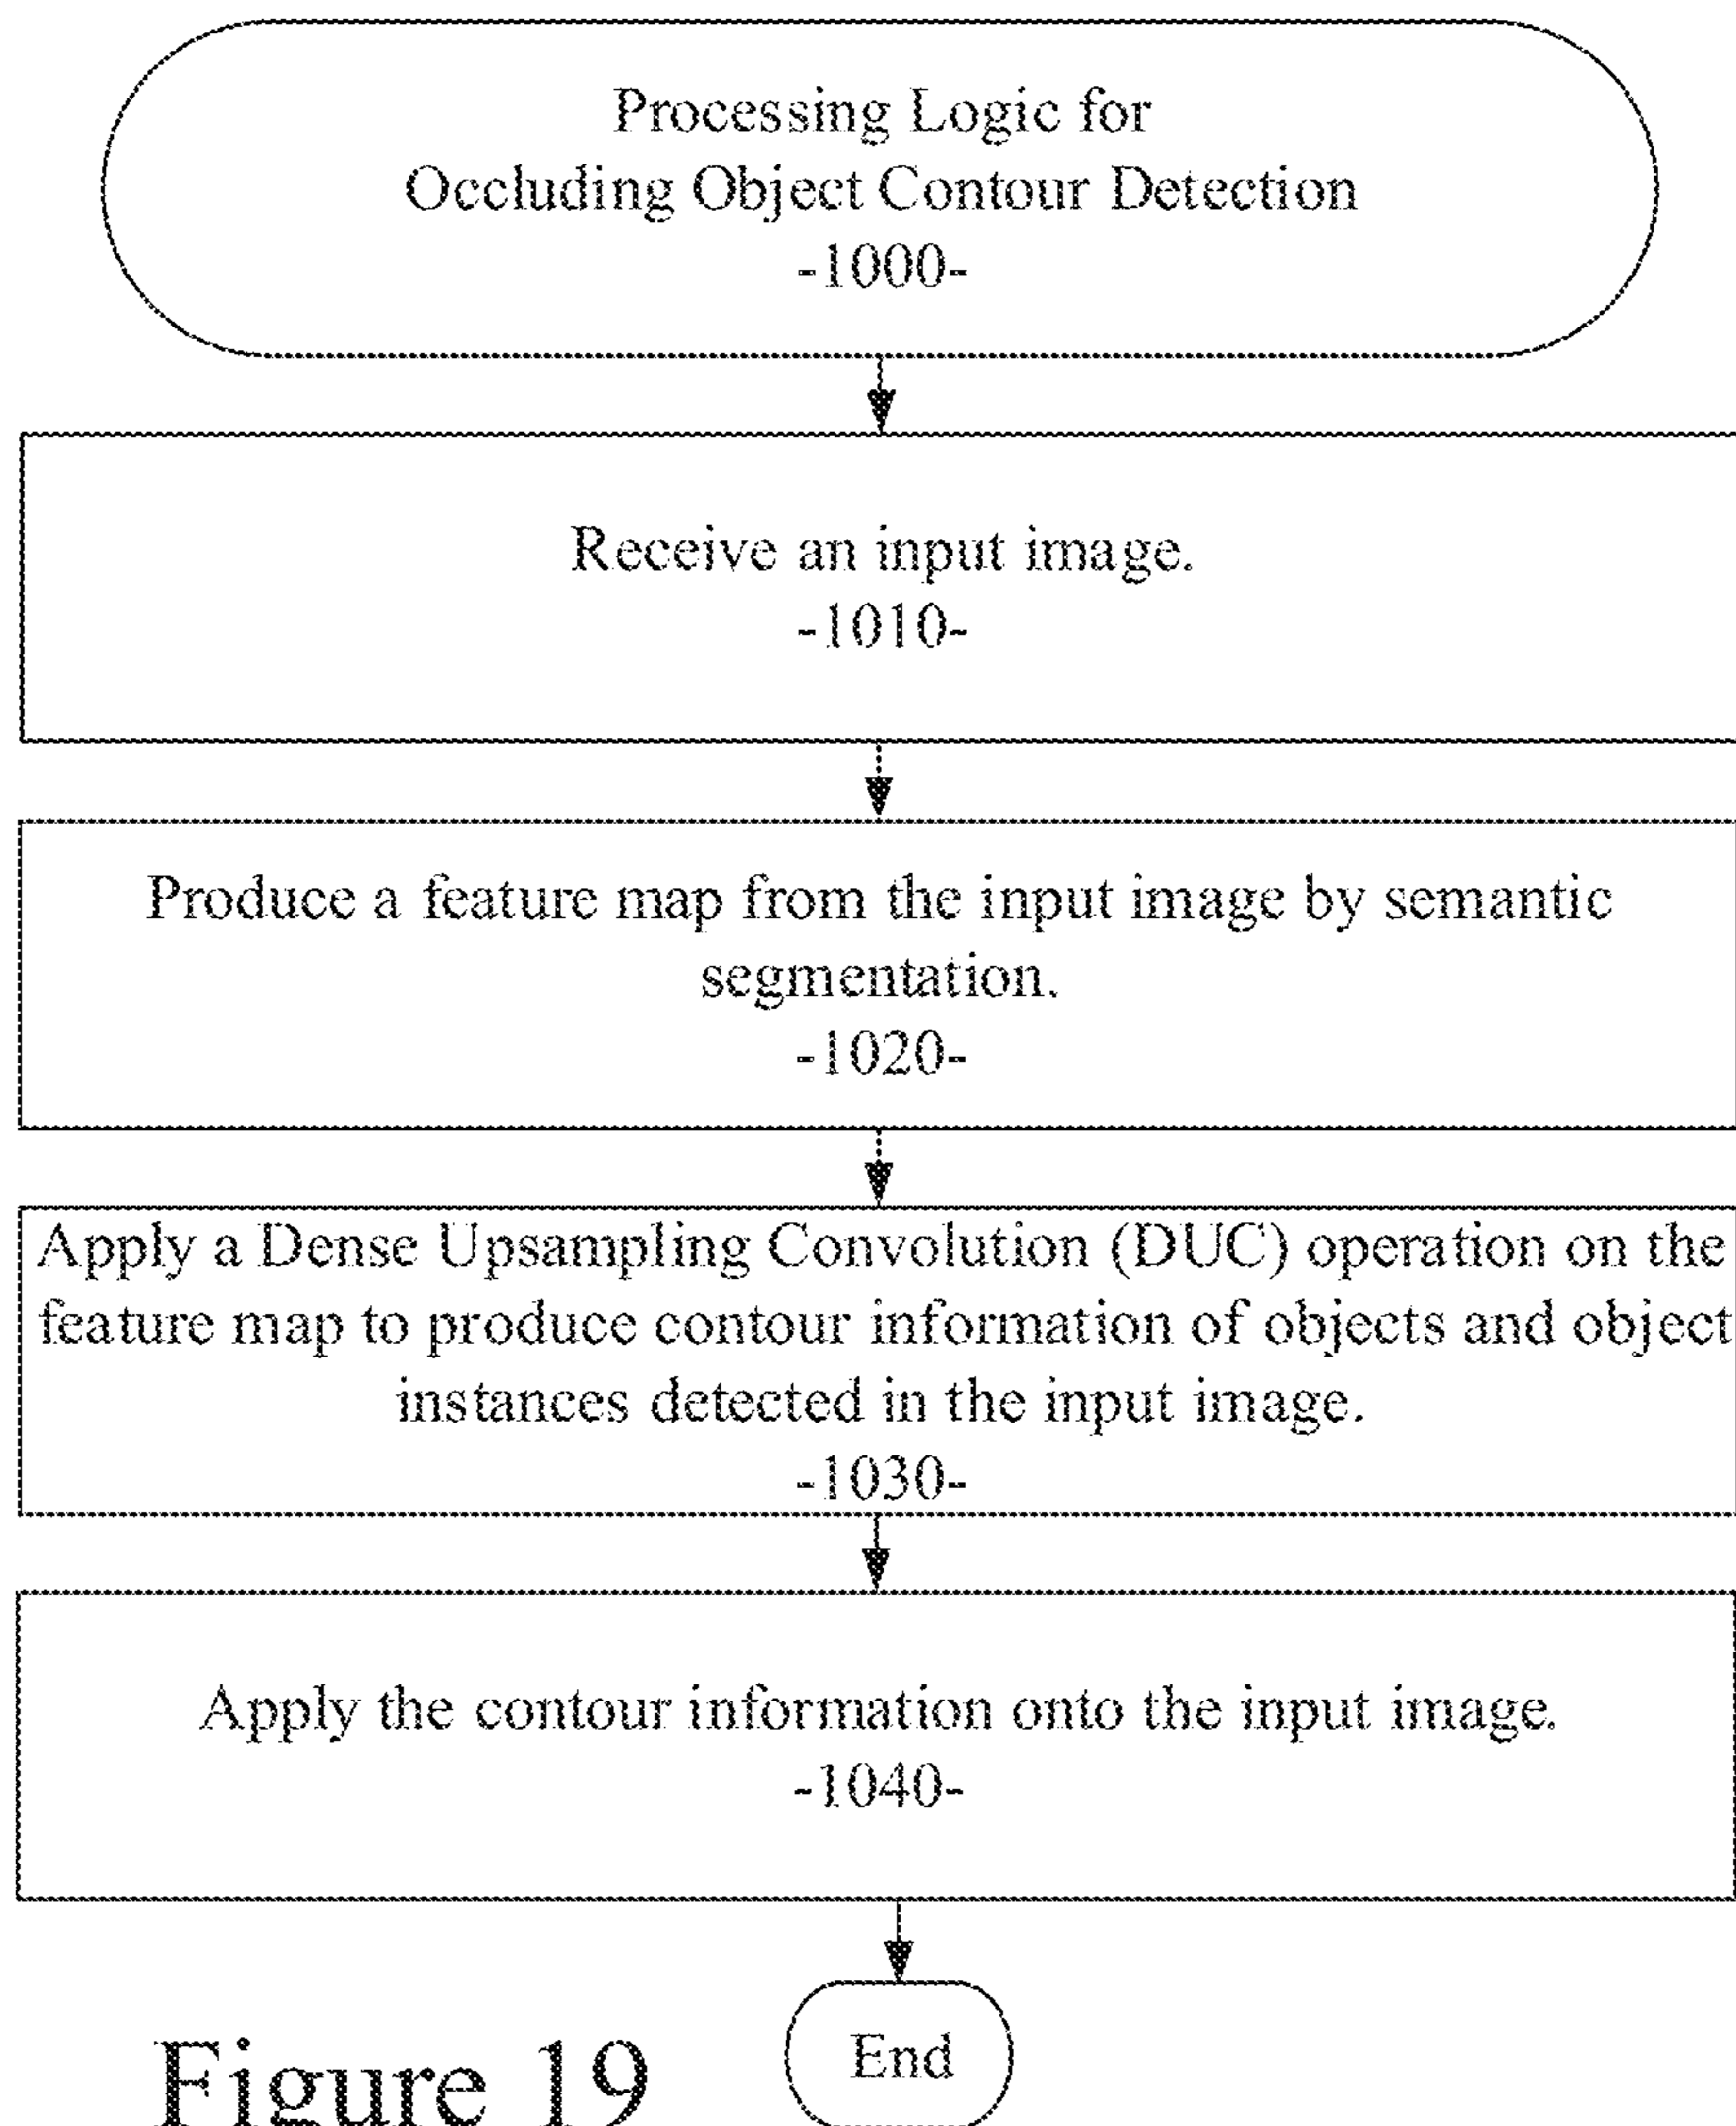 Processing Logic for
Occluding Object Contour Detection
-1000-
Receive an input image.
-1010-
Produce a feature map from the input image by semantic
segmentation.
-1020-
Apply a Dense Upsampling Convolution (DUC) operation on the
feature map to produce contour information of objects and object
instances detected in the input image.
-1030-
Apply the contour information onto the input image.
-1040-
End
Figure 19